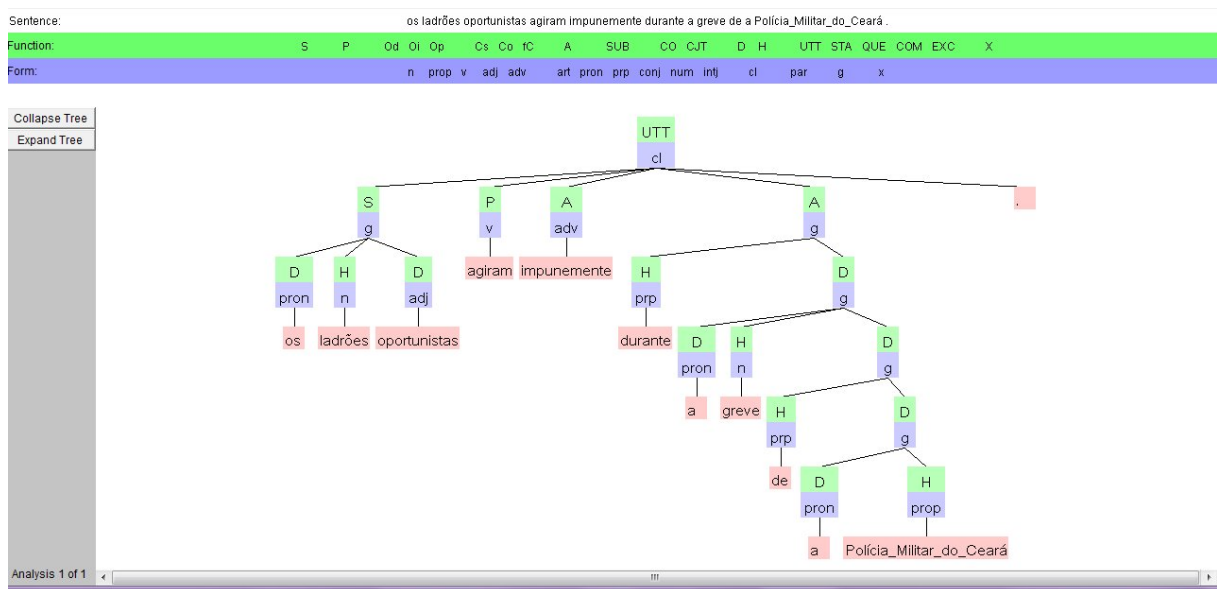 Sentence: os ladrões oportunistas agiram impunemente durante a greve de a Polícia_Militar_do_Ceará .
Function: S P Od Oi Op Cs Co fC A SUB CO CJT D H UTT STA QUE COM EXC X
Form: n prop v adj adv art pron prp conj num intj cl par g x
Collapse Tree
Expand Tree
UTT
cl
S P A A .
g v adv g
D H D agiram impunemente H D
pron n adj prp g
os ladrões oportunistas durante D H D
pron n g
a greve H D
prp g
de D H
pron prop
a Polícia_Militar_do_Ceará
Analysis 1 of 1